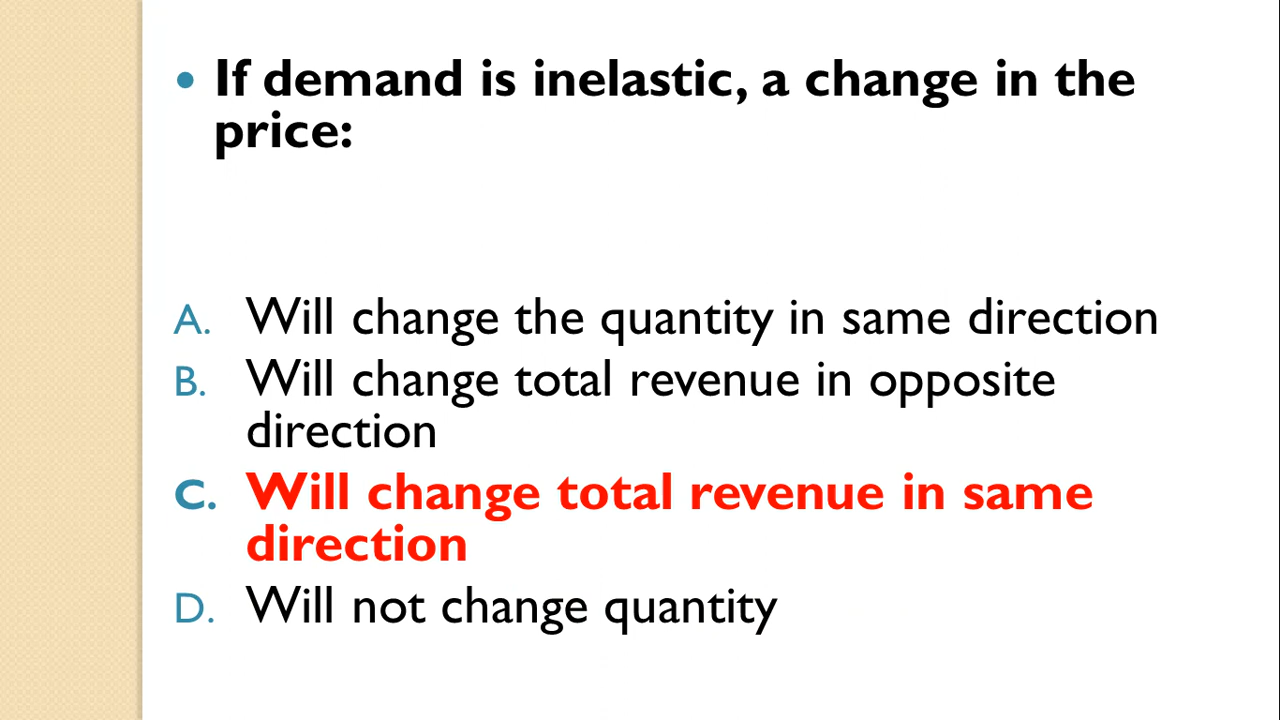 • If demand is inelastic, a change in the
price:
A. Will change the quantity in same direction
B. Will change total revenue in opposite
direction
C. Will change total revenue in same
direction
D. Will not change quantity